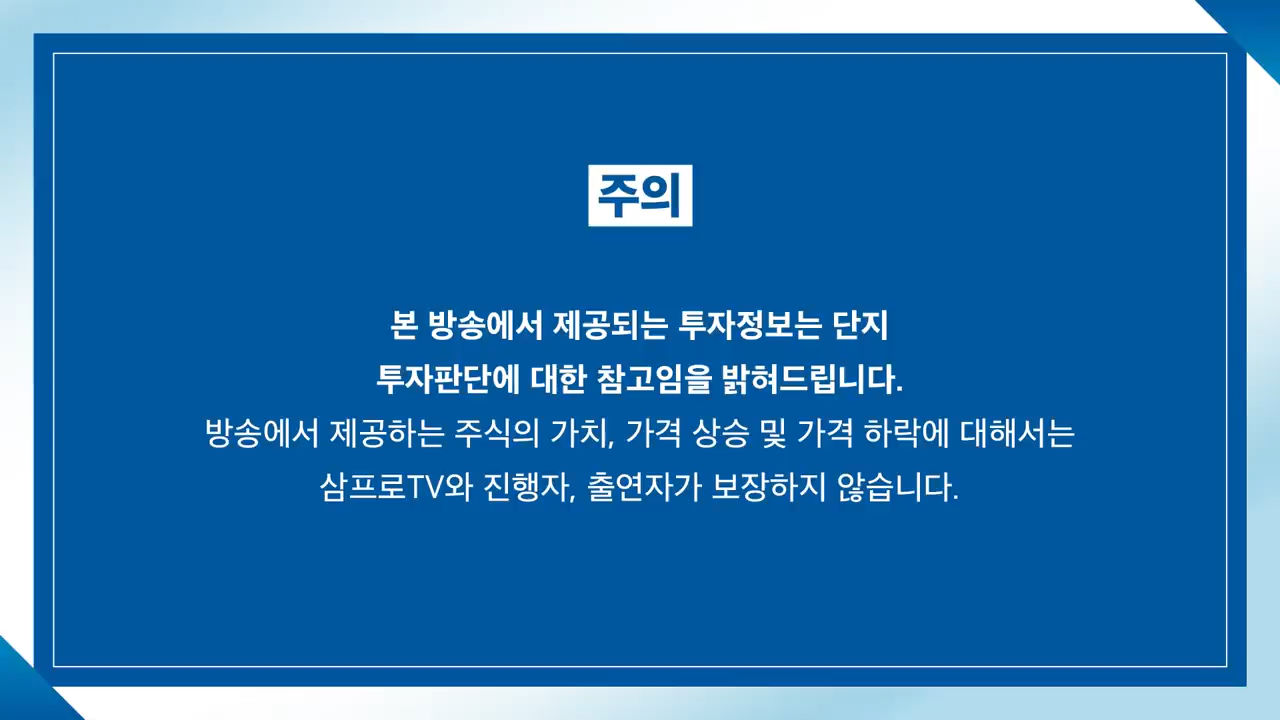 주의
본 방송에서 제공되는 투자정보는 단지
투자판단에 대한 참고임을 밝혀드립니다.
방송에서 제공하는 주식의 가치, 가격 상승 및 가격 하락에 대해서는
삼프로TV와 진행자, 출연자가 보장하지 않습니다.